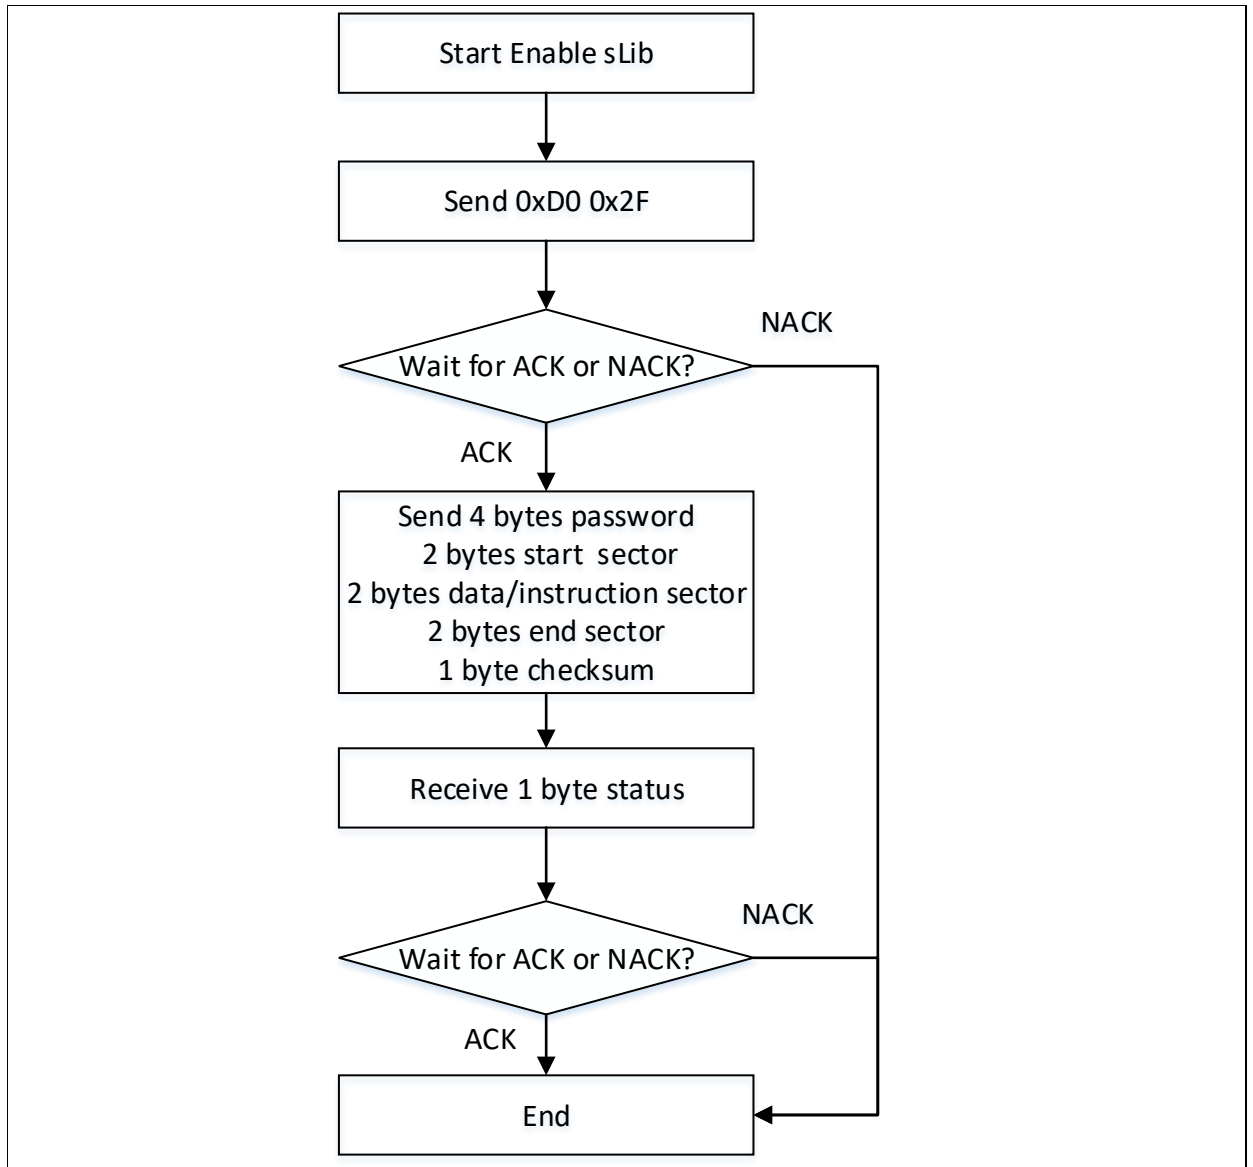 Start Enable sLib
Send 0xD0 0x2F
NACK
Wait for ACK or NACK?
ACK
Send 4 bytes password
2 bytes start sector
2 bytes data/instruction sector
2 bytes end sector
1 byte checksum
Receive 1 byte status
NACK
Wait for ACK or NACK?
ACK
End